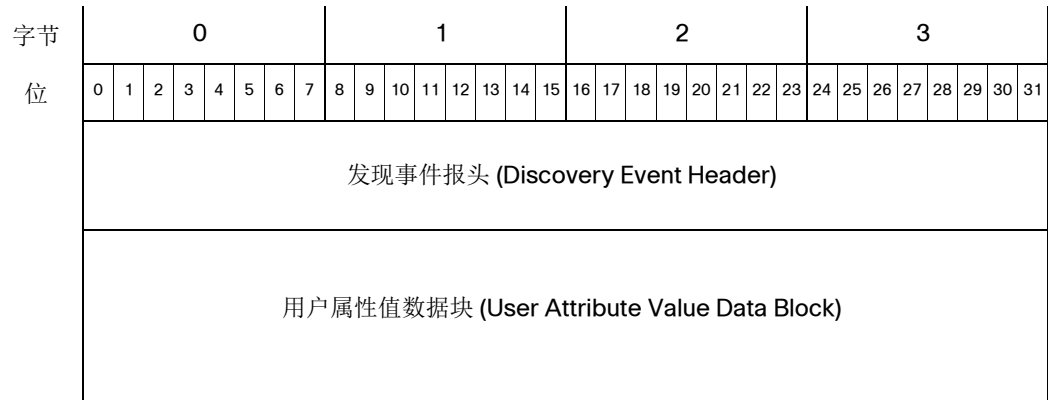 字节 0 1 2 3
位 0 1 2 3 4 5 6 7 8 9 10 11 12 13 14 15 16 17 18 19 20 21 22 23 24 25 26 27 28 29 30 31
发现事件报头 (Discovery Event Header)
用户属性值数据块 (User Attribute Value Data Block)